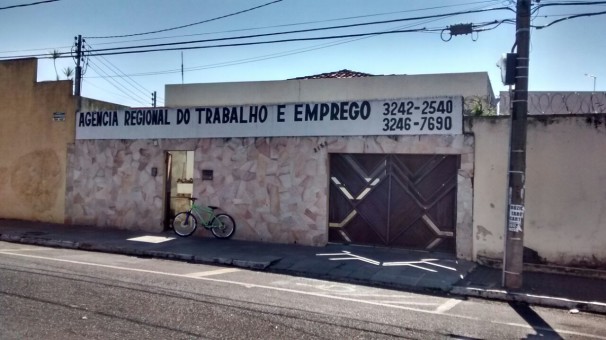 AGENCIA REGIONAL DO TRABALHO E EMPREGO 3242-2540
3246-7690